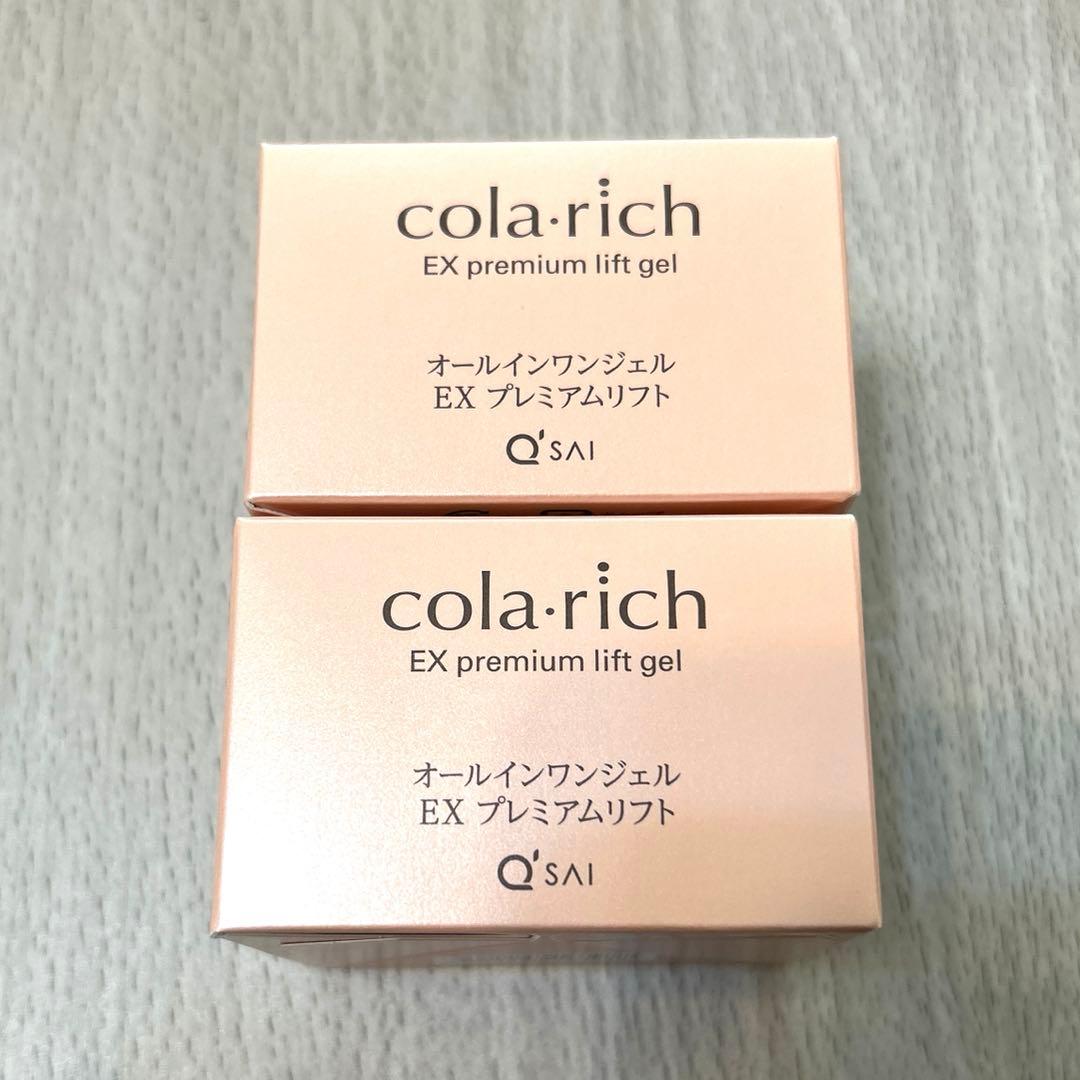 cola・rich
EX premium lift gel
オールインワンジェル
EX プレミアムリフト
Q'SAI
cola・rich
EX premium lift gel
オールインワンジェル
EX プレミアムリフト
Q'SAI